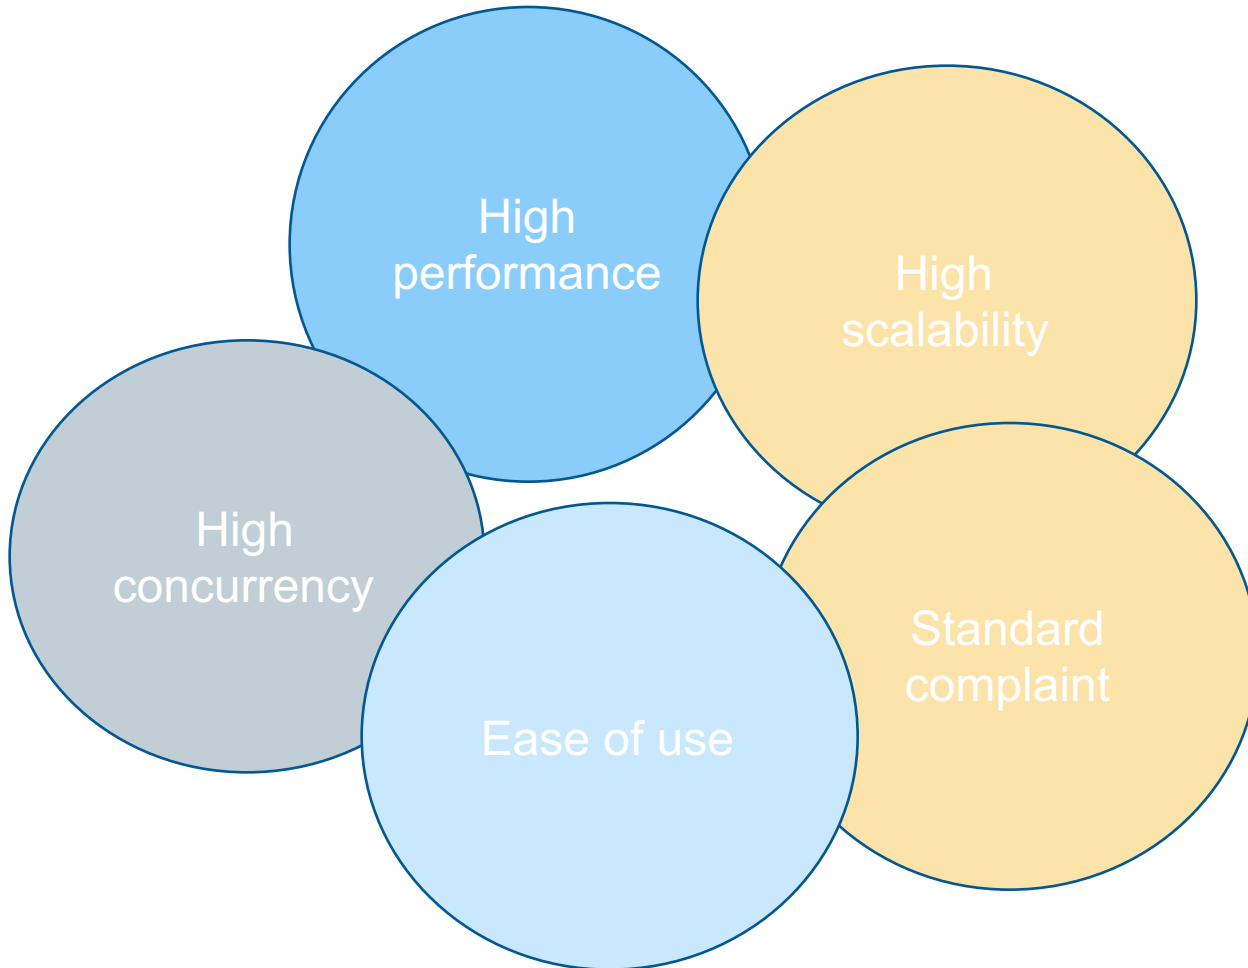 High
performance
High
scalability
High
concurrency
Standard
complaint
Ease of use